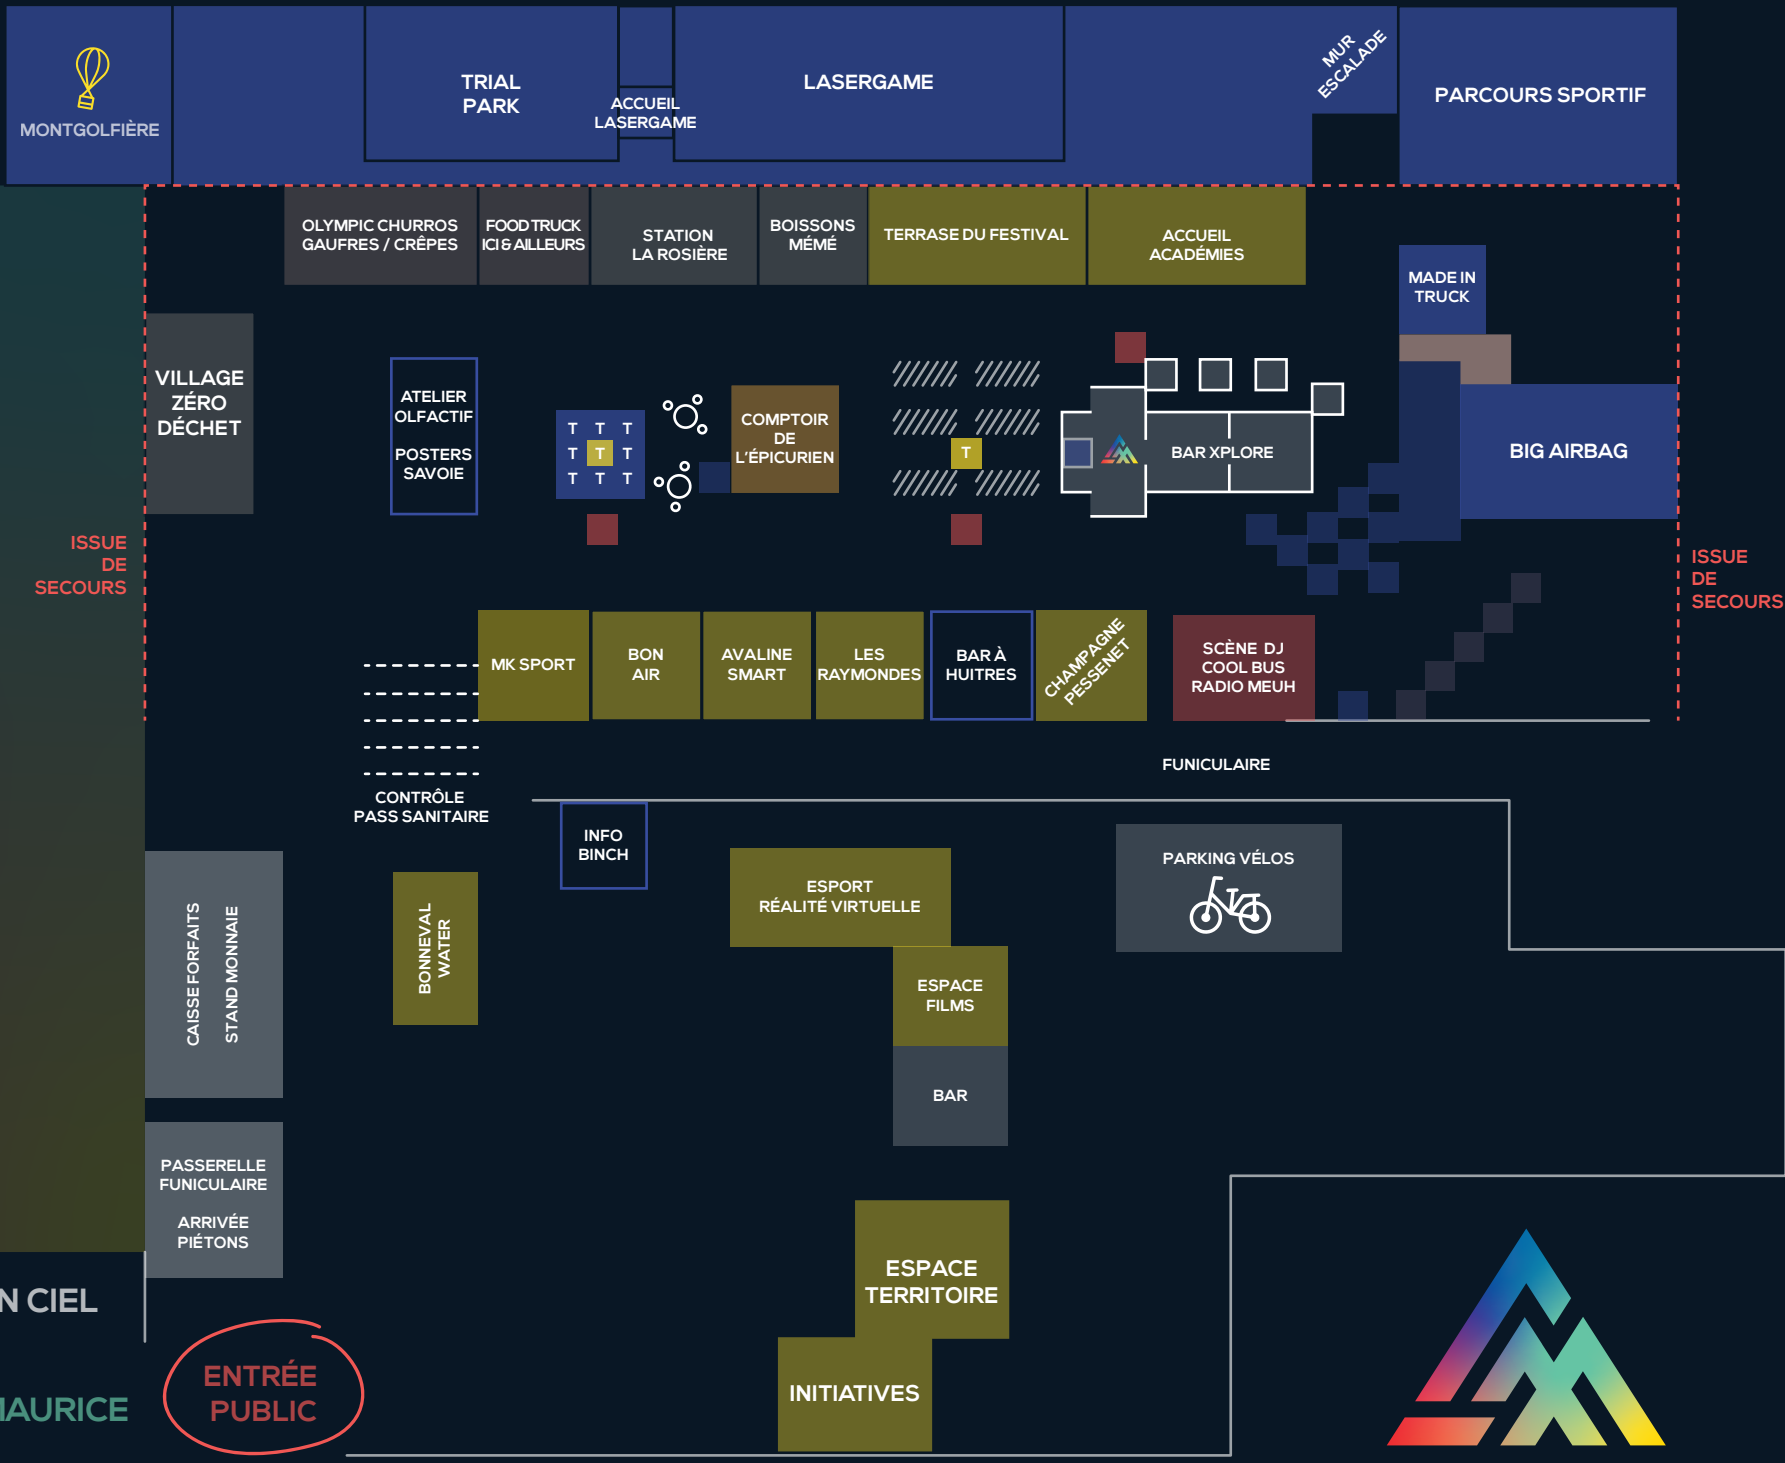 MONTGOLFIÈRE
TRIAL
PARK
ACCUEIL
LASERGAME
LASERGAME
MUR
ESCALADE
PARCOURS SPORTIF
OLYMPIC CHURROS
GAUFRES / CRÊPES
FOOD TRUCK
ICI & AILLEURS
STATION
LA ROSIÈRE
BOISSONS
MÉMÉ
TERRASE DU FESTIVAL
ACCUEIL
ACADÉMIES
MADE IN
TRUCK
VILLAGE
ZÉRO
DÉCHET
ATELIER
OLFACTIF
POSTERS
SAVOIE
T T T
T T T
T T T
COMPTOIR
DE
L'ÉPICURIEN
T
BAR XPLORE
BIG AIRBAG
ISSUE
DE
SECOURS
ISSUE
DE
SECOURS
MK SPORT
BON
AIR
AVALINE
SMART
LES
RAYMONDES
BAR À
HUITRES
CHAMPAGNE
PESSENET
SCÈNE DJ
COOL BUS
RADIO MEUH
FUNICULAIRE
CONTRÔLE
PASS SANITAIRE
INFO
BINCH
ESPORT
RÉALITÉ VIRTUELLE
PARKING VÉLOS
CAISSE FORFAITS
STAND MONNAIE
BONNEVAL
WATER
ESPACE
FILMS
BAR
PASSERELLE
FUNICULAIRE
ARRIVÉE
PIÉTONS
ESPACE
TERRITOIRE
N CIEL
ENTRÉE
PUBLIC
INITIATIVES
MAURICE